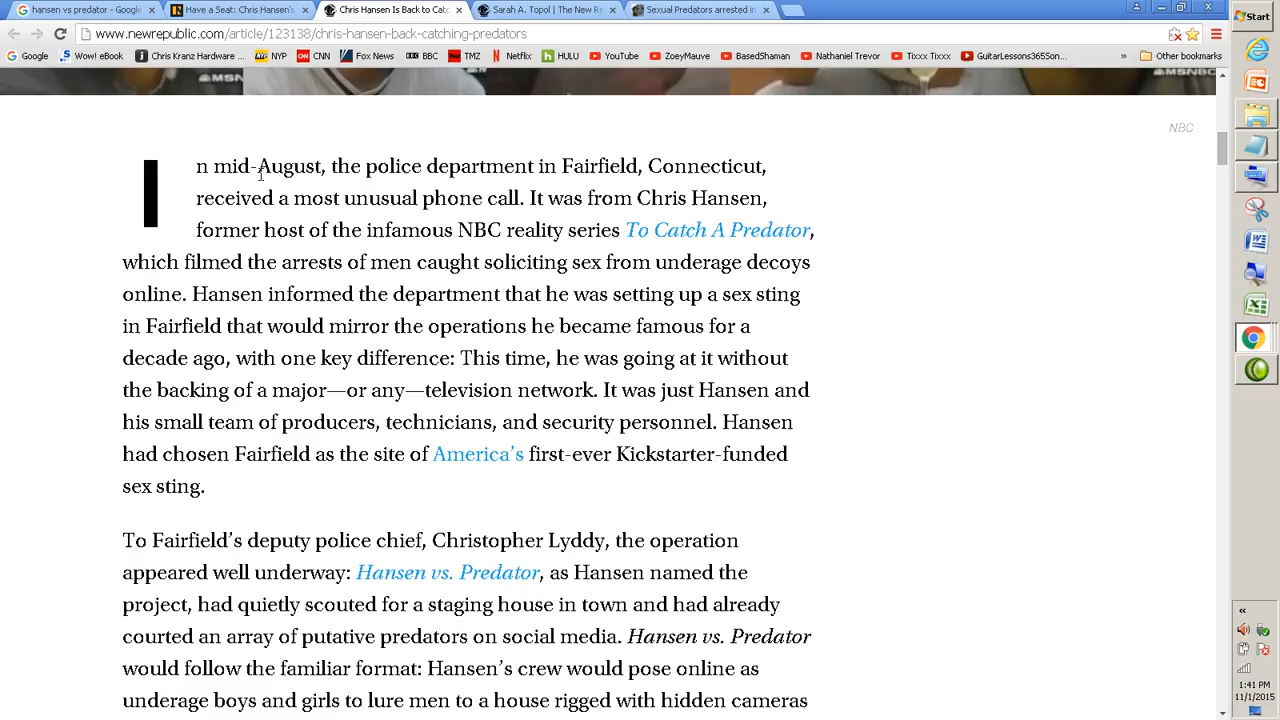 hansen vs predator - Google
Have a Seat: Chris Hansen's
Chris Hansen Is Back to Catc
Sarah A. Topol | The New Re
Sexual Predators arrested in
www.newrepublic.com/article/123138/chris-hansen-back-catching-predators
Google Wow! eBook Chris Kranz Hardware ... NYP CNN Fox News BBC TMZ Netflix HULU YouTube ZoeyMauve BasedShaman Nathaniel Trevor Tixxx Tixxx GuitarLessons365on... » Other bookmarks
Start
MSNBC
MSNBC
NBC
In mid-August, the police department in Fairfield, Connecticut,
received a most unusual phone call. It was from Chris Hansen,
former host of the infamous NBC reality series To Catch A Predator,
which filmed the arrests of men caught soliciting sex from underage decoys
online. Hansen informed the department that he was setting up a sex sting
in Fairfield that would mirror the operations he became famous for a
decade ago, with one key difference: This time, he was going at it without
the backing of a major—or any—television network. It was just Hansen and
his small team of producers, technicians, and security personnel. Hansen
had chosen Fairfield as the site of America's first-ever Kickstarter-funded
sex sting.
To Fairfield's deputy police chief, Christopher Lyddy, the operation
appeared well underway: Hansen vs. Predator, as Hansen named the
project, had quietly scouted for a staging house in town and had already
courted an array of putative predators on social media. Hansen vs. Predator
would follow the familiar format: Hansen's crew would pose online as
underage boys and girls to lure men to a house rigged with hidden cameras
1:41 PM
11/1/2015